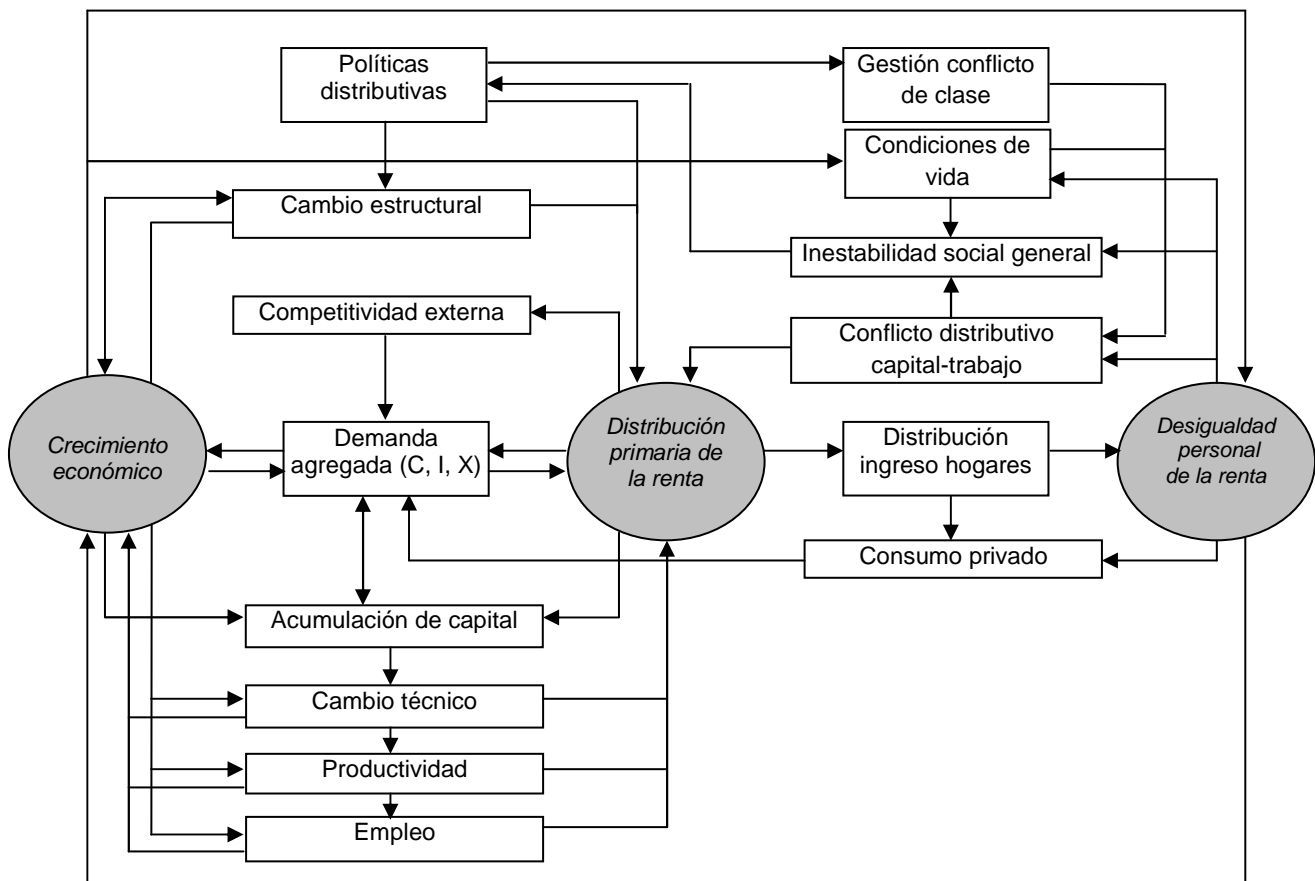 Políticas
distributivas
Gestión conflicto
de clase
Condiciones de
vida
Cambio estructural
Inestabilidad social general
Competitividad externa
Conflicto distributivo
capital-trabajo
Crecimiento
económico
Demanda
agregada (C, I, X)
Distribución
primaria de
la renta
Distribución
ingreso hogares
Desigualdad
personal
de la renta
Consumo privado
Acumulación de capital
Cambio técnico
Productividad
Empleo